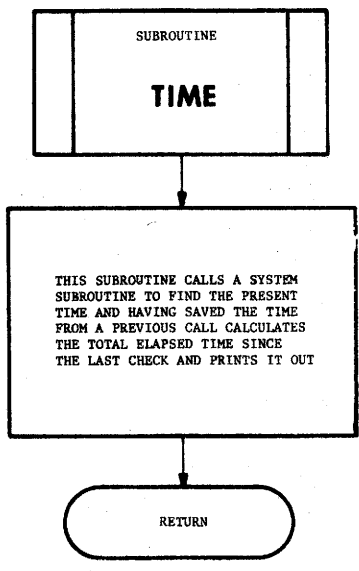 SUBROUTINE
TIME
THIS SUBROUTINE CALLS A SYSTEM
SUBROUTINE TO FIND THE PRESENT
TIME AND HAVING SAVED THE TIME
FROM A PREVIOUS CALL CALCULATES
THE TOTAL ELAPSED TIME SINCE
THE LAST CHECK AND PRINTS IT OUT
RETURN